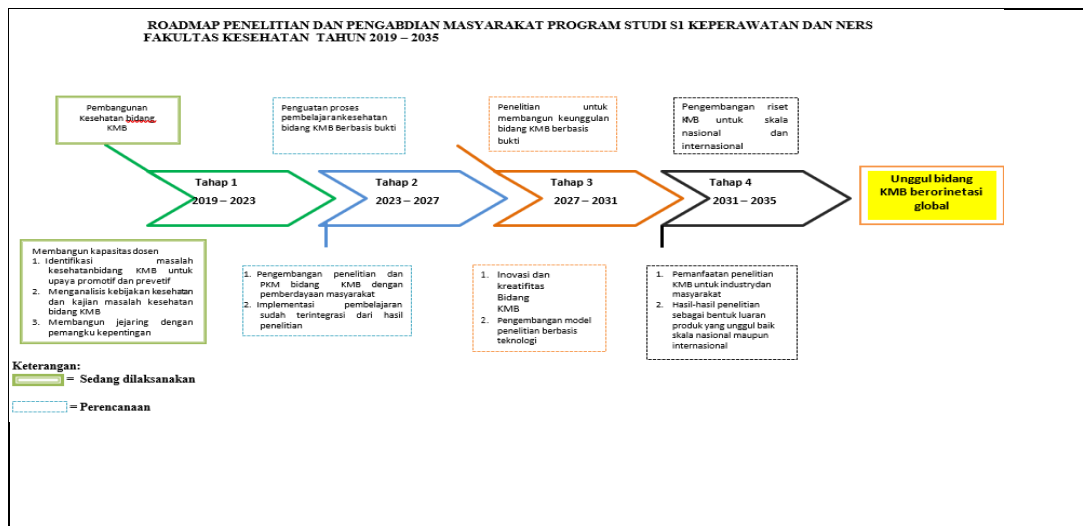 ROADMAP PENELITIAN DAN PENGABDIAN MASYARAKAT PROGRAM STUDI S1 KEPERAWATAN DAN NERS
FAKULTAS KESEHATAN TAHUN 2019 – 2035
Pembangunan
Kesehatan bidang
KMB
Penguatan proses
pembelajarankesehatan
bidang KMB Berbasis bukti
Penelitian untuk
membangun keunggulan
bidang KMB berbasis
bukti
Pengembangan riset
KMB untuk skala
nasional dan
internasional
Tahap 1
2019 – 2023
Tahap 2
2023 – 2027
Tahap 3
2027 – 2031
Tahap 4
2031 – 2035
Unggul bidang
KMB berorinetasi
global
Membangun kapasitas dosen
1. Identifikasi masalah
kesehatanbidang KMB untuk
upaya promotif dan prevetif
2. Menganalisis kebijakan kesehatan
dan kajian masalah kesehatan
bidang KMB
3. Membangun jejaring dengan
pemangku kepentingan
1. Pengembangan penelitian dan
PKM bidang KMB dengan
pemberdayaan masyarakat
2. Implementasi pembelajaran
sudah terintegrasi dari hasil
penelitian
1. Inovasi dan
kreatifitas
Bidang
KMB
2. Pengembangan model
penelitian berbasis
teknologi
1. Pemanfaatan penelitian
KMB untuk industrydan
masyarakat
2. Hasil-hasil penelitian
sebagai bentuk luaran
produk yang unggul baik
skala nasional maupun
internasional
Keterangan:
= Sedang dilaksanakan
= Perencanaan